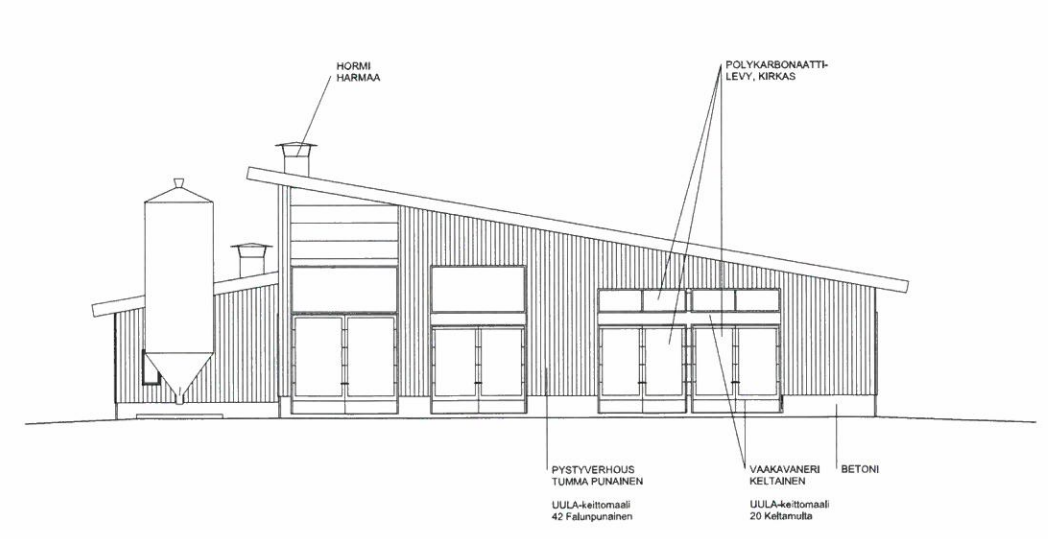 HORMI
HARMAA
POLYKARBONAATTI-
LEVY, KIRKAS
PYSTYVERHOUS
TUMMA PUNAINEN
UULA-keittomaali
42 Falunpunainen
VAAKAVANERI
KELTAINEN
UULA-keittomaali
20 Keltamulta
BETONI